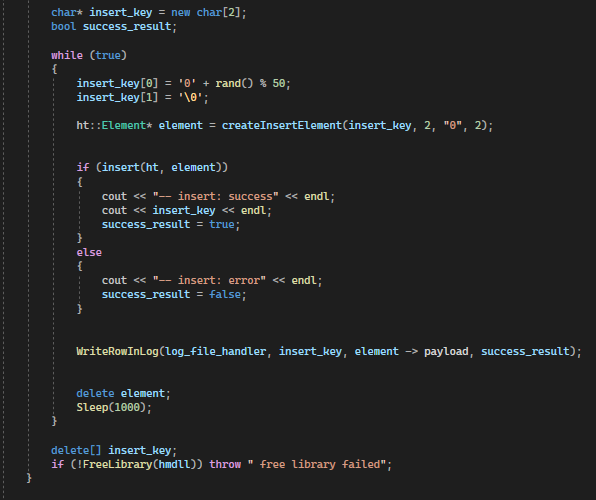 char* insert_key = new char[2];
bool success_result;
while (true)
{
insert_key[0] = '0' + rand() % 50;
insert_key[1] = '\0';
ht::Element* element = createInsertElement(insert_key, 2, "0", 2);
if (insert(ht, element))
{
cout << "-- insert: success" << endl;
cout << insert_key << endl;
success_result = true;
}
else
{
cout << "-- insert: error" << endl;
success_result = false;
}
WriteRowInLog(log_file_handler, insert_key, element -> payload, success_result);
delete element;
Sleep(1000);
}
delete[] insert_key;
if (!FreeLibrary(hmdll)) throw " free library failed";
}